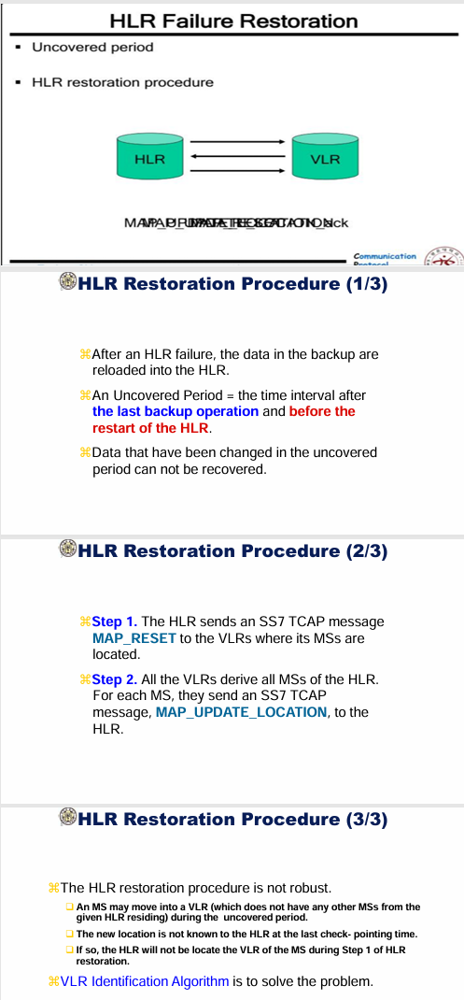 HLR Failure Restoration
▪ Uncovered period
▪ HLR restoration procedure
HLR
VLR
Communication
Protocol
HLR Restoration Procedure (1/3)
⌘After an HLR failure, the data in the backup are
reloaded into the HLR.
⌘An Uncovered Period = the time interval after
the last backup operation and before the
restart of the HLR.
⌘Data that have been changed in the uncovered
period can not be recovered.
HLR Restoration Procedure (2/3)
⌘Step 1. The HLR sends an SS7 TCAP message
MAP_RESET to the VLRs where its MSs are
located.
⌘Step 2. All the VLRs derive all MSs of the HLR.
For each MS, they send an SS7 TCAP
message, MAP_UPDATE_LOCATION, to the
HLR.
HLR Restoration Procedure (3/3)
⌘The HLR restoration procedure is not robust.
❑ An MS may move into a VLR (which does not have any other MSs from the
given HLR residing) during the uncovered period.
❑ The new location is not known to the HLR at the last check- pointing time.
❑ If so, the HLR will not be locate the VLR of the MS during Step 1 of HLR
restoration.
⌘VLR Identification Algorithm is to solve the problem.